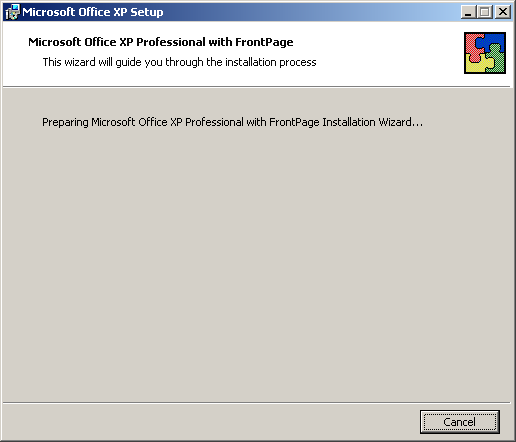 Microsoft Office XP Setup
Microsoft Office XP Professional with FrontPage
This wizard will guide you through the installation process
Preparing Microsoft Office XP Professional with FrontPage Installation Wizard...
Cancel